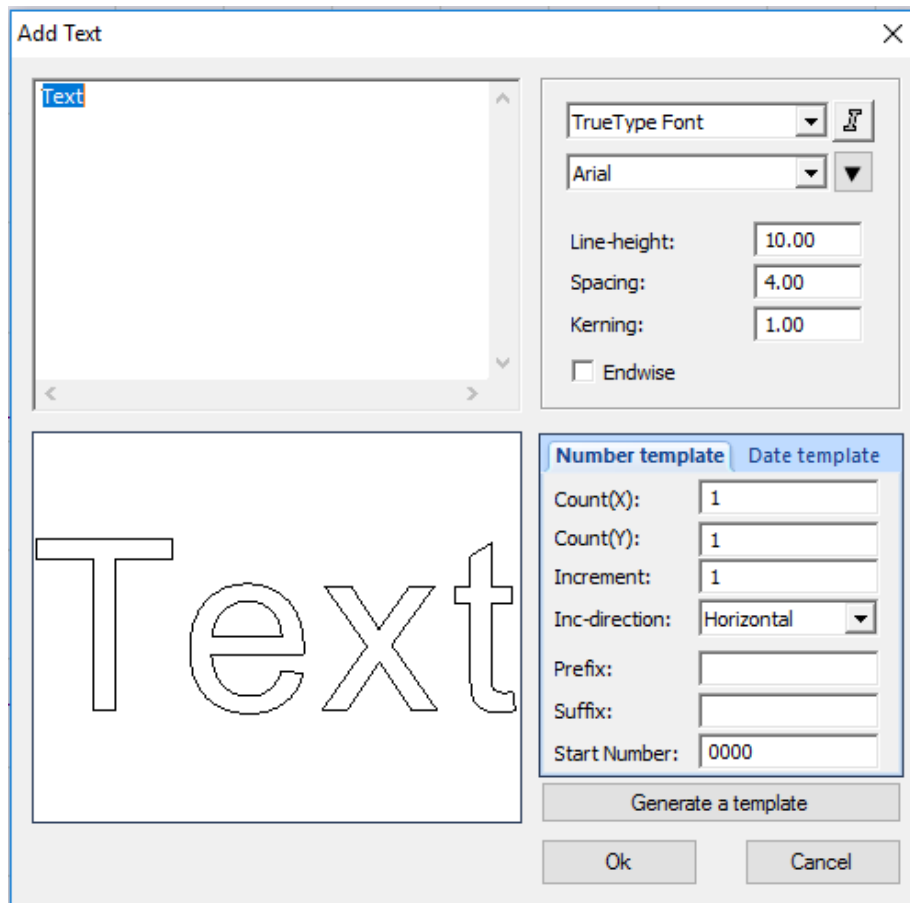 Add Text
Text
TrueType Font
Arial
Line-height: 10.00
Spacing: 4.00
Kerning: 1.00
Endwise
Text
Number template Date template
Count(X): 1
Count(Y): 1
Increment: 1
Inc-direction: Horizontal
Prefix:
Suffix:
Start Number: 0000
Generate a template
Ok Cancel